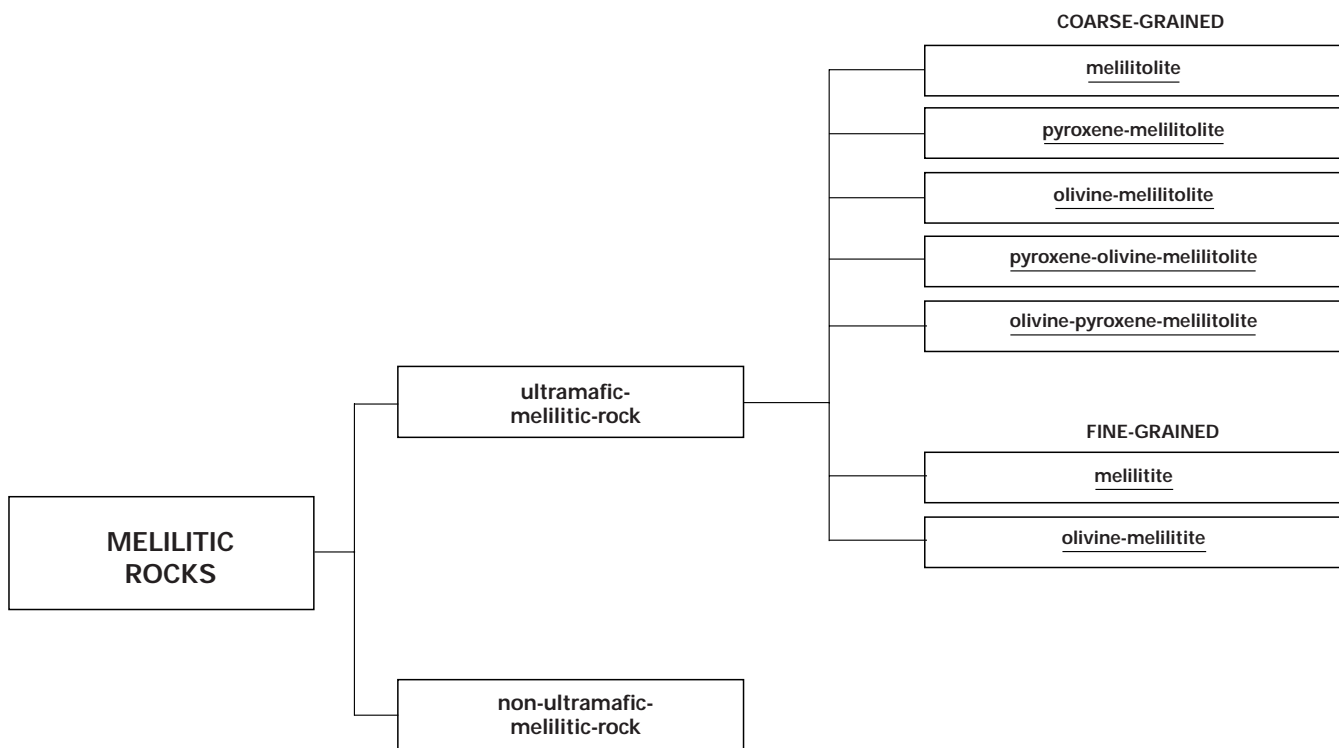 COARSE-GRAINED
melilitolite
pyroxene-melilitolite
olivine-melilitolite
pyroxene-olivine-melilitolite
olivine-pyroxene-melilitolite
ultramafic-
melilitic-rock
FINE-GRAINED
melilitite
olivine-melilitite
MELILITIC
ROCKS
non-ultramafic-
melilitic-rock